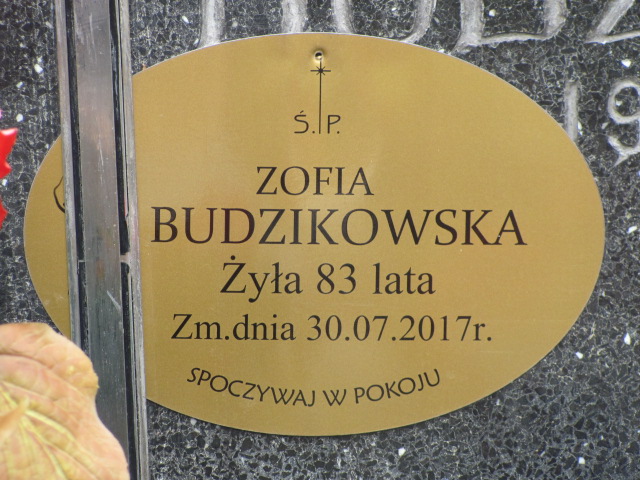 Ś.P.
ZOFIA
BUDZIKOWSKA
Żyła 83 lata
Zm.dnia 30.07.2017r.
SPOCZYWAJ W POKOJU